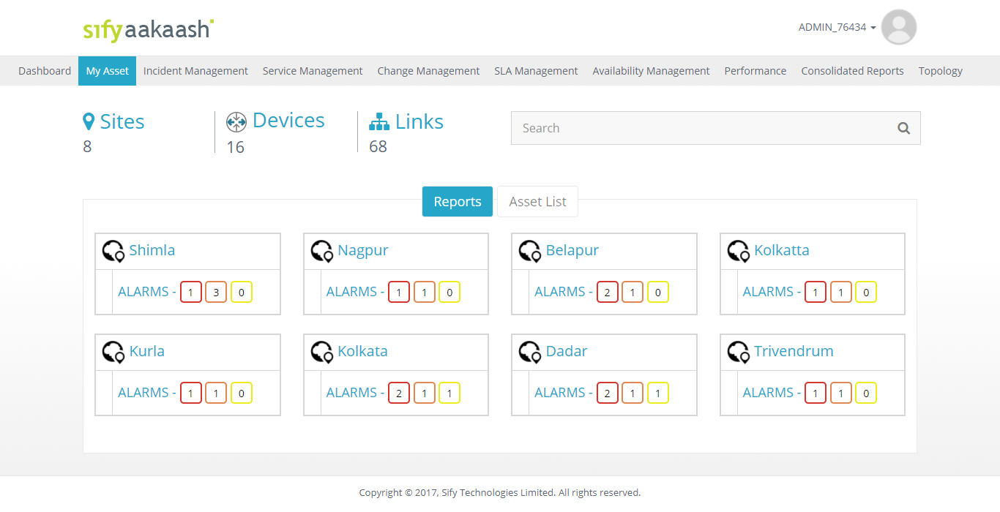 sify aakaash
ADMIN_76434
Dashboard My Asset Incident Management Service Management Change Management SLA Management Availability Management Performance Consolidated Reports Topology
Sites Devices Links
8 16 68
Search
Reports Asset List
Shimla Nagpur Belapur Kolkatta
ALARMS - 1 3 0 ALARMS - 1 1 0 ALARMS - 2 1 0 ALARMS - 1 1 0
Kurla Kolkata Dadar Trivendrum
ALARMS - 1 1 0 ALARMS - 2 1 1 ALARMS - 2 1 1 ALARMS - 1 1 0
Copyright © 2017, Sify Technologies Limited. All rights reserved.